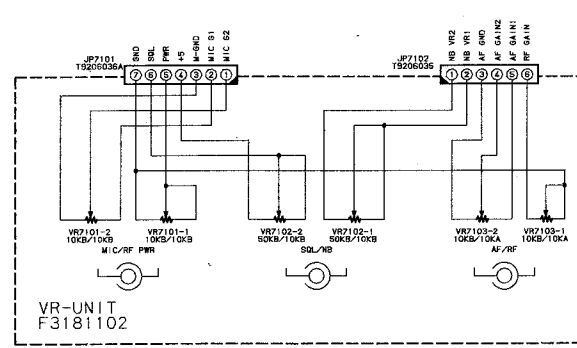 GND
SQL
PWR
+5
M-GND
MIC G1
MIC G2
NB VR2
NB VR1
AF GND
AF GAIN2
AF GAIN1
RF GAIN
JP7101
T9206036A
7 6 5 4 3 2 1
JP7102
T9206035
1 2 3 4 5 6
VR7101-2
10KB/10KB
VR7101-1
10KB/10KB
VR7102-2
50KB/10KB
VR7102-1
50KB/10KB
VR7103-2
10KB/10KA
VR7103-1
10KB/10KA
MIC/RF PWR
SQL/NB
AF/RF
VR-UNIT
F3181102